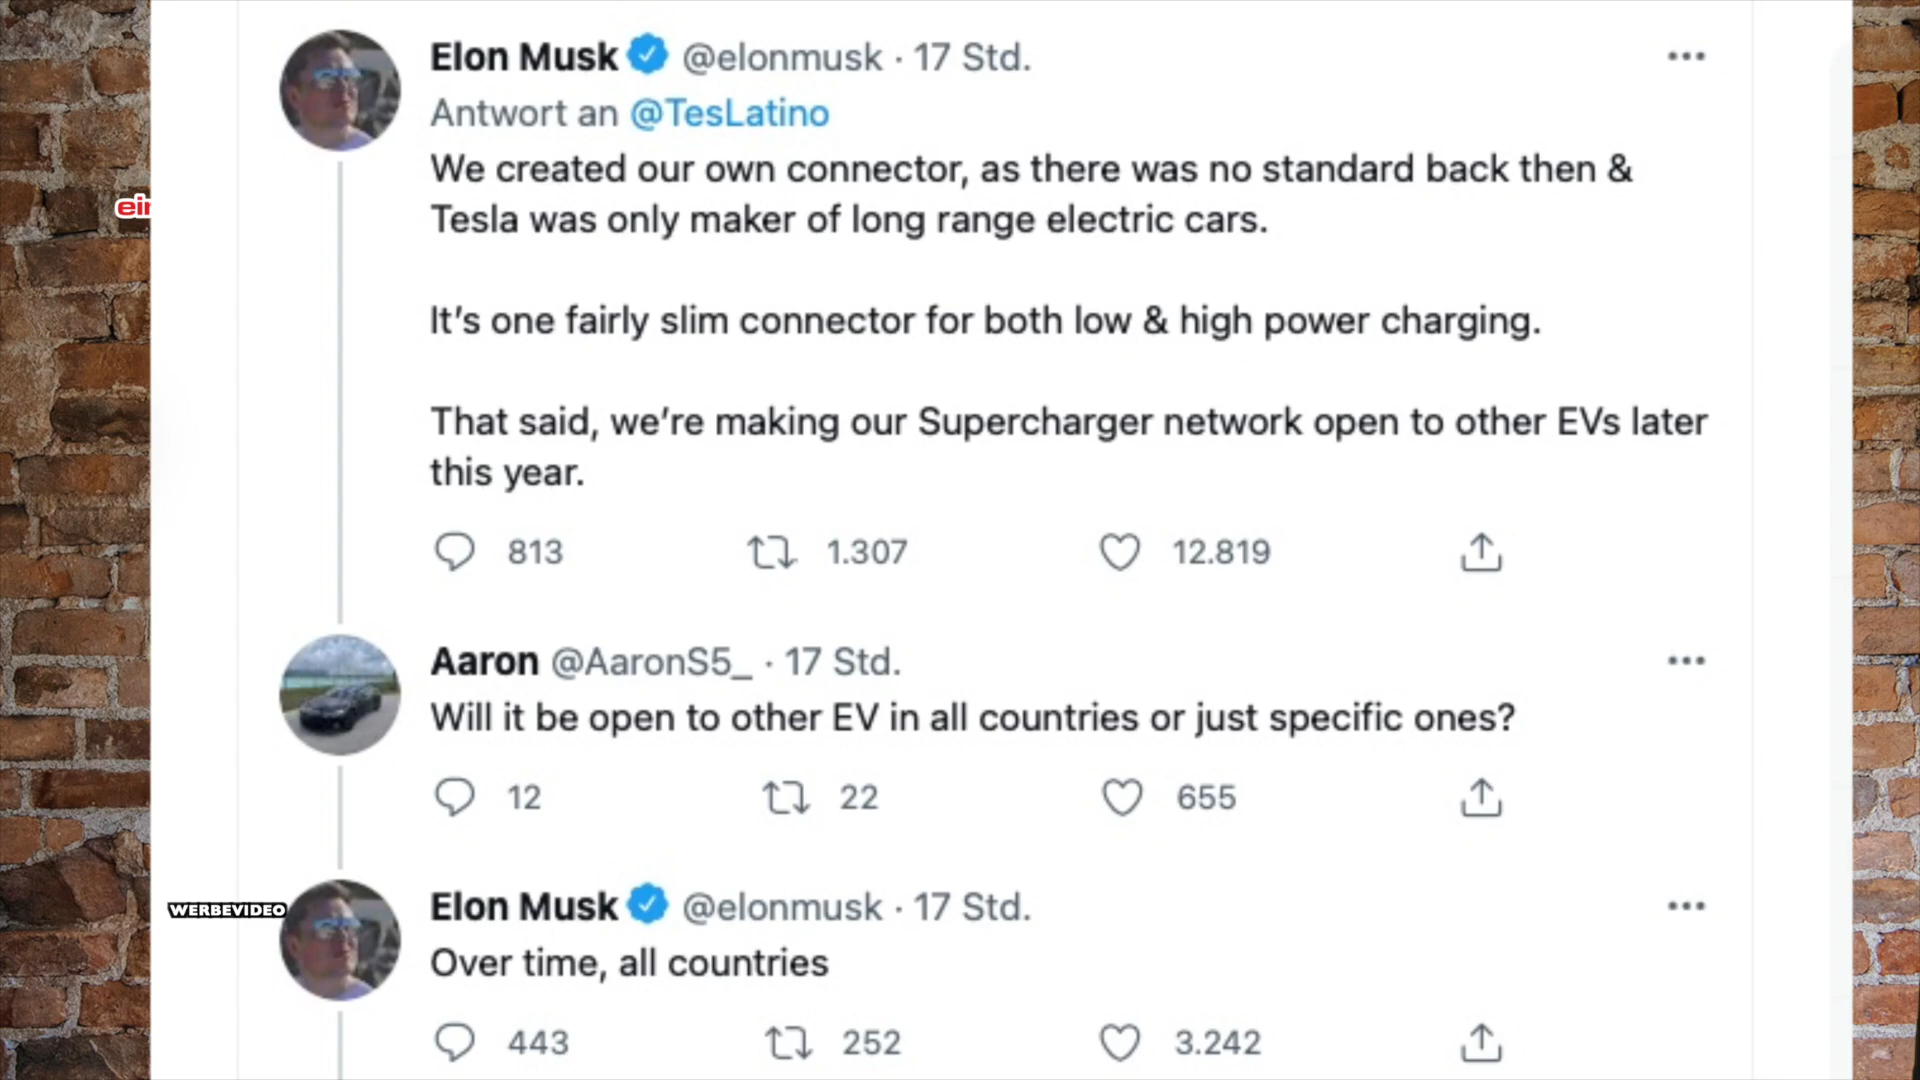 Elon Musk @elonmusk · 17 Std.
Antwort an @TesLatino
We created our own connector, as there was no standard back then &
Tesla was only maker of long range electric cars.
It’s one fairly slim connector for both low & high power charging.
That said, we’re making our Supercharger network open to other EVs later
this year.
813 1.307 12.819
Aaron @AaronS5_ · 17 Std.
Will it be open to other EV in all countries or just specific ones?
12 22 655
WERBEVIDEO
Elon Musk @elonmusk · 17 Std.
Over time, all countries
443 252 3.242